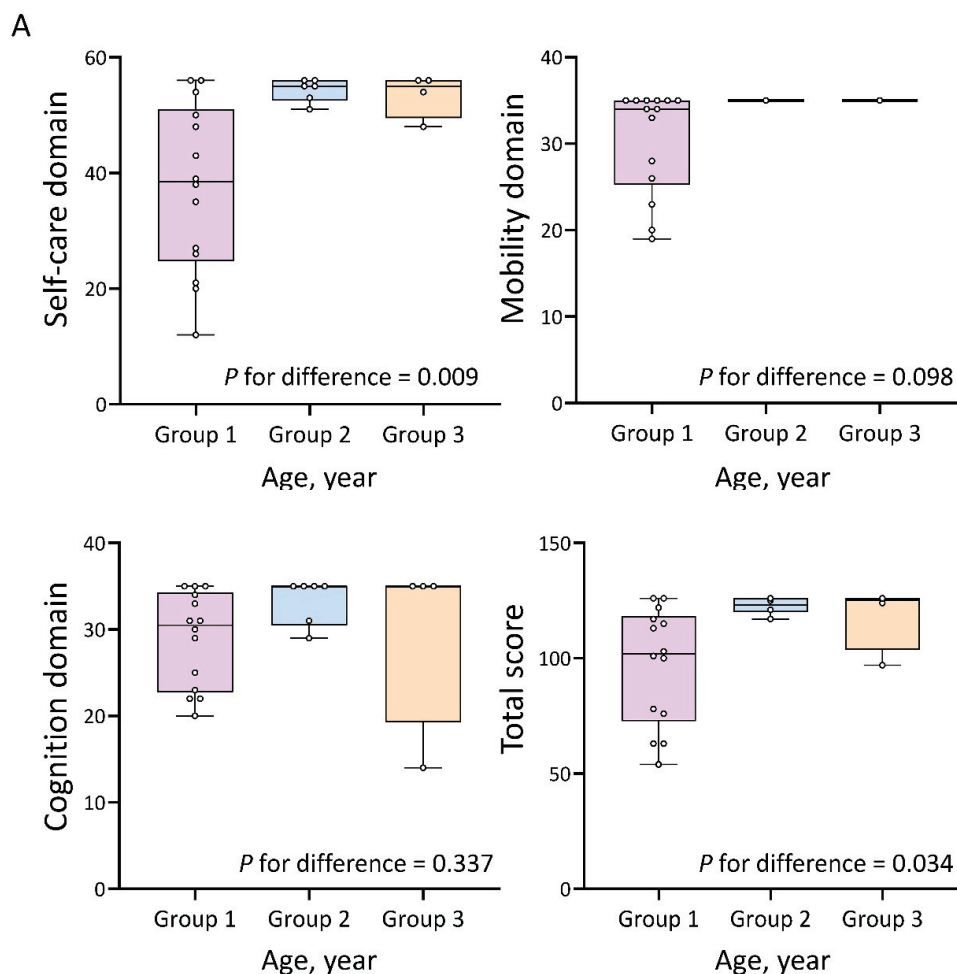 A
Self-care domain
60
40
20
0
P for difference = 0.009
Group 1 Group 2 Group 3
Age, year
Mobility domain
40
30
20
10
0
P for difference = 0.098
Group 1 Group 2 Group 3
Age, year
Cognition domain
40
30
20
10
0
P for difference = 0.337
Group 1 Group 2 Group 3
Age, year
Total score
150
100
50
0
P for difference = 0.034
Group 1 Group 2 Group 3
Age, year